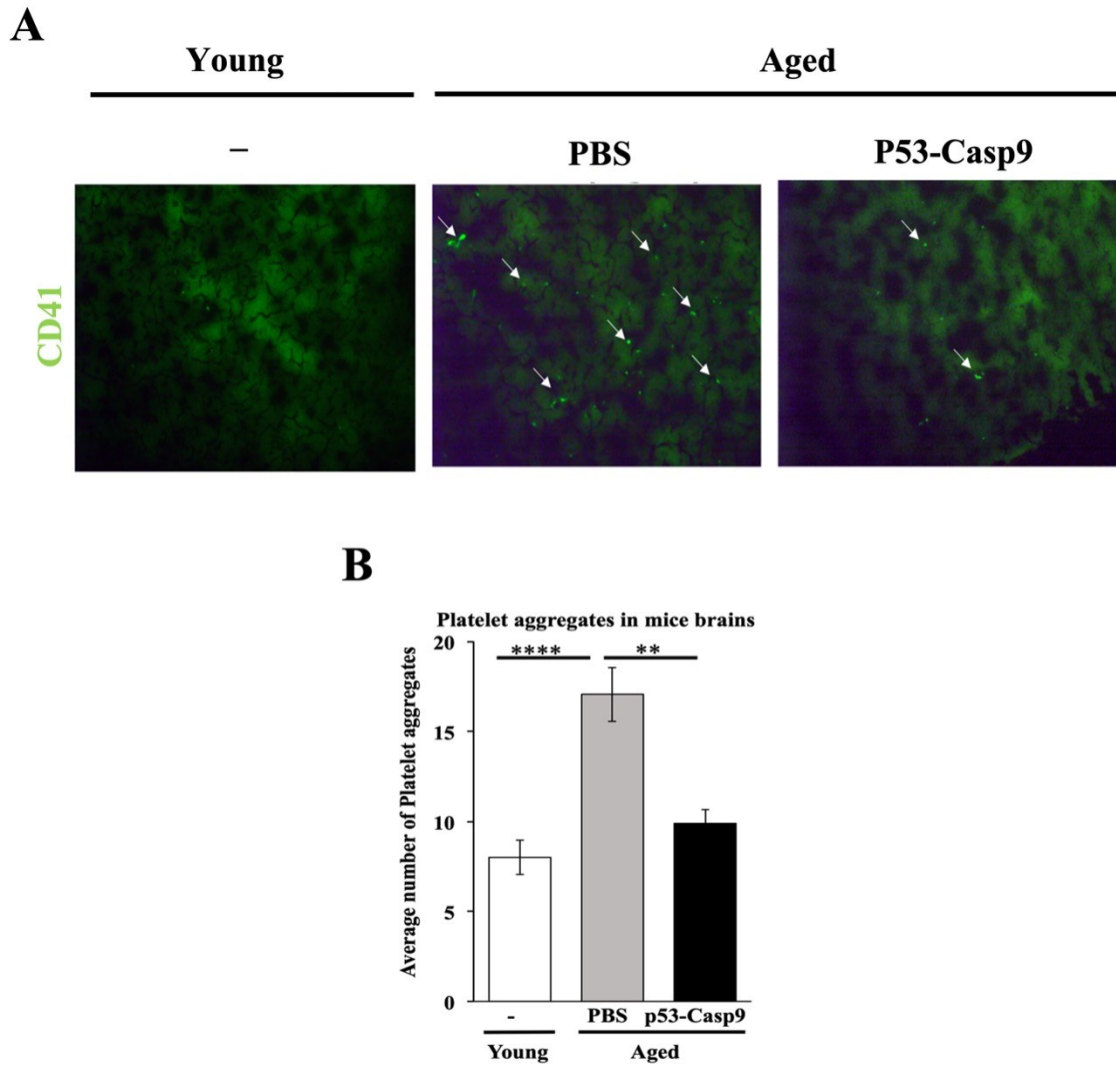 A
Young
Aged
–
PBS
P53-Casp9
CD41
B
Platelet aggregates in mice brains
Average number of Platelet aggregates
20
15
10
5
0
****
**
-
PBS
p53-Casp9
Young
Aged